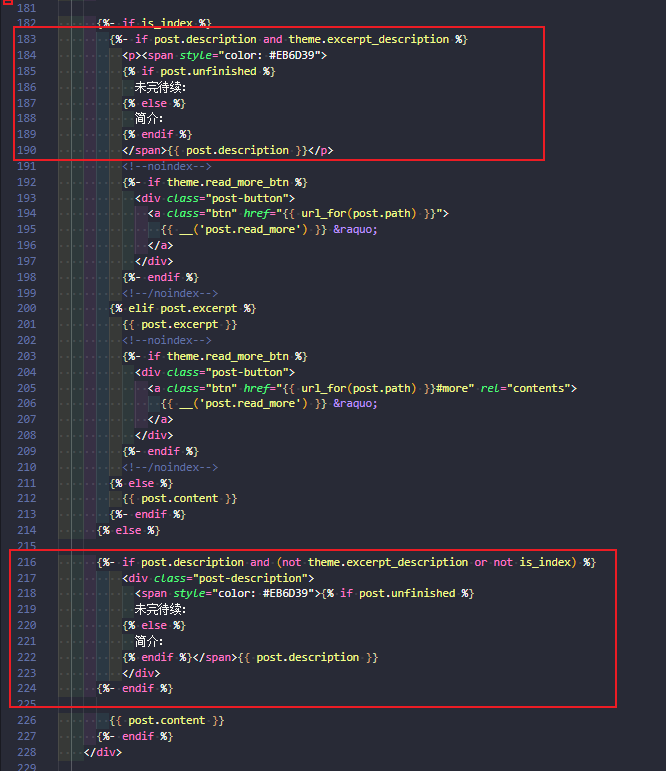 181
182 {%- if is_index %}
183 {%- if post.description and theme.excerpt_description %}
184 <p><span style="color: #EB6D39">
185 {% if post.unfinished %}
186 未完待续：
187 {% else %}
188 简介：
189 {% endif %}
190 </span>{{ post.description }}</p>
191 <!--noindex-->
192 {%- if theme.read_more_btn %}
193 <div class="post-button">
194 <a class="btn" href="{{ url_for(post.path) }}">
195 {{ __('post.read_more') }} &raquo;
196 </a>
197 </div>
198 {%- endif %}
199 <!--/noindex-->
200 {% elif post.excerpt %}
201 {{ post.excerpt }}
202 <!--noindex-->
203 {%- if theme.read_more_btn %}
204 <div class="post-button">
205 <a class="btn" href="{{ url_for(post.path) }}#more" rel="contents">
206 {{ __('post.read_more') }} &raquo;
207 </a>
208 </div>
209 {%- endif %}
210 <!--/noindex-->
211 {% else %}
212 {{ post.content }}
213 {%- endif %}
214 {% else %}
215
216 {%- if post.description and (not theme.excerpt_description or not is_index) %}
217 <div class="post-description">
218 <span style="color: #EB6D39">{% if post.unfinished %}
219 未完待续：
220 {% else %}
221 简介：
222 {% endif %}</span>{{ post.description }}
223 </div>
224 {%- endif %}
225
226 {{ post.content }}
227 {%- endif %}
228 </div>
229